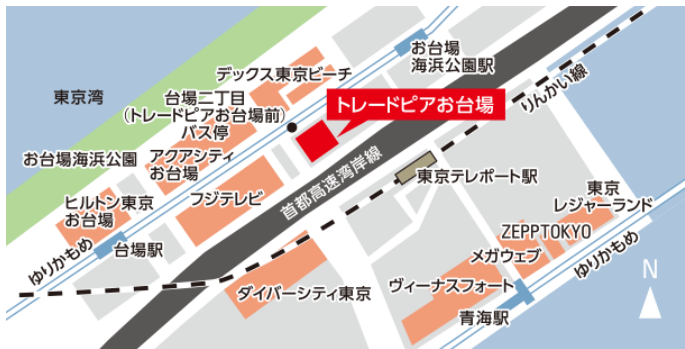 お台場
海浜公園駅
デックス東京ビーチ
東京湾
台場二丁目
(トレードピアお台場前)
バス停
トレードピアお台場
りんかい線
お台場海浜公園
アクアシティ
お台場
首都高速湾岸線
東京テレポート駅
ヒルトン東京
お台場
フジテレビ
東京
レジャーランド
ゆりかもめ
台場駅
ZEPPTOKYO
メガウェブ
ゆりかもめ
N
ダイバーシティ東京
ヴィーナスフォート
青海駅